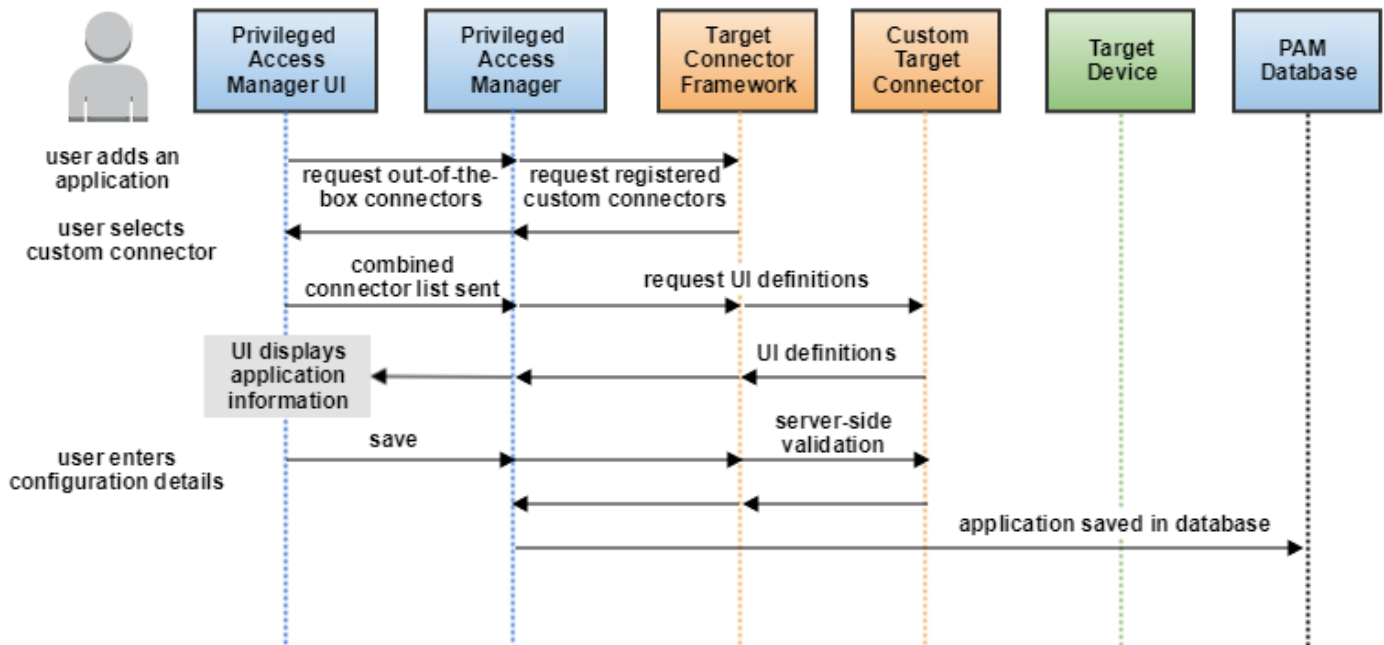 Privileged
Access
Manager UI
Privileged
Access
Manager
Target
Connector
Framework
Custom
Target
Connector
Target
Device
PAM
Database
user adds an
application
request out-of-the-
box connectors
request registered
custom connectors
user selects
custom connector
combined
connector list sent
request UI definitions
UI displays
application
information
UI definitions
user enters
configuration details
save
server-side
validation
application saved in database